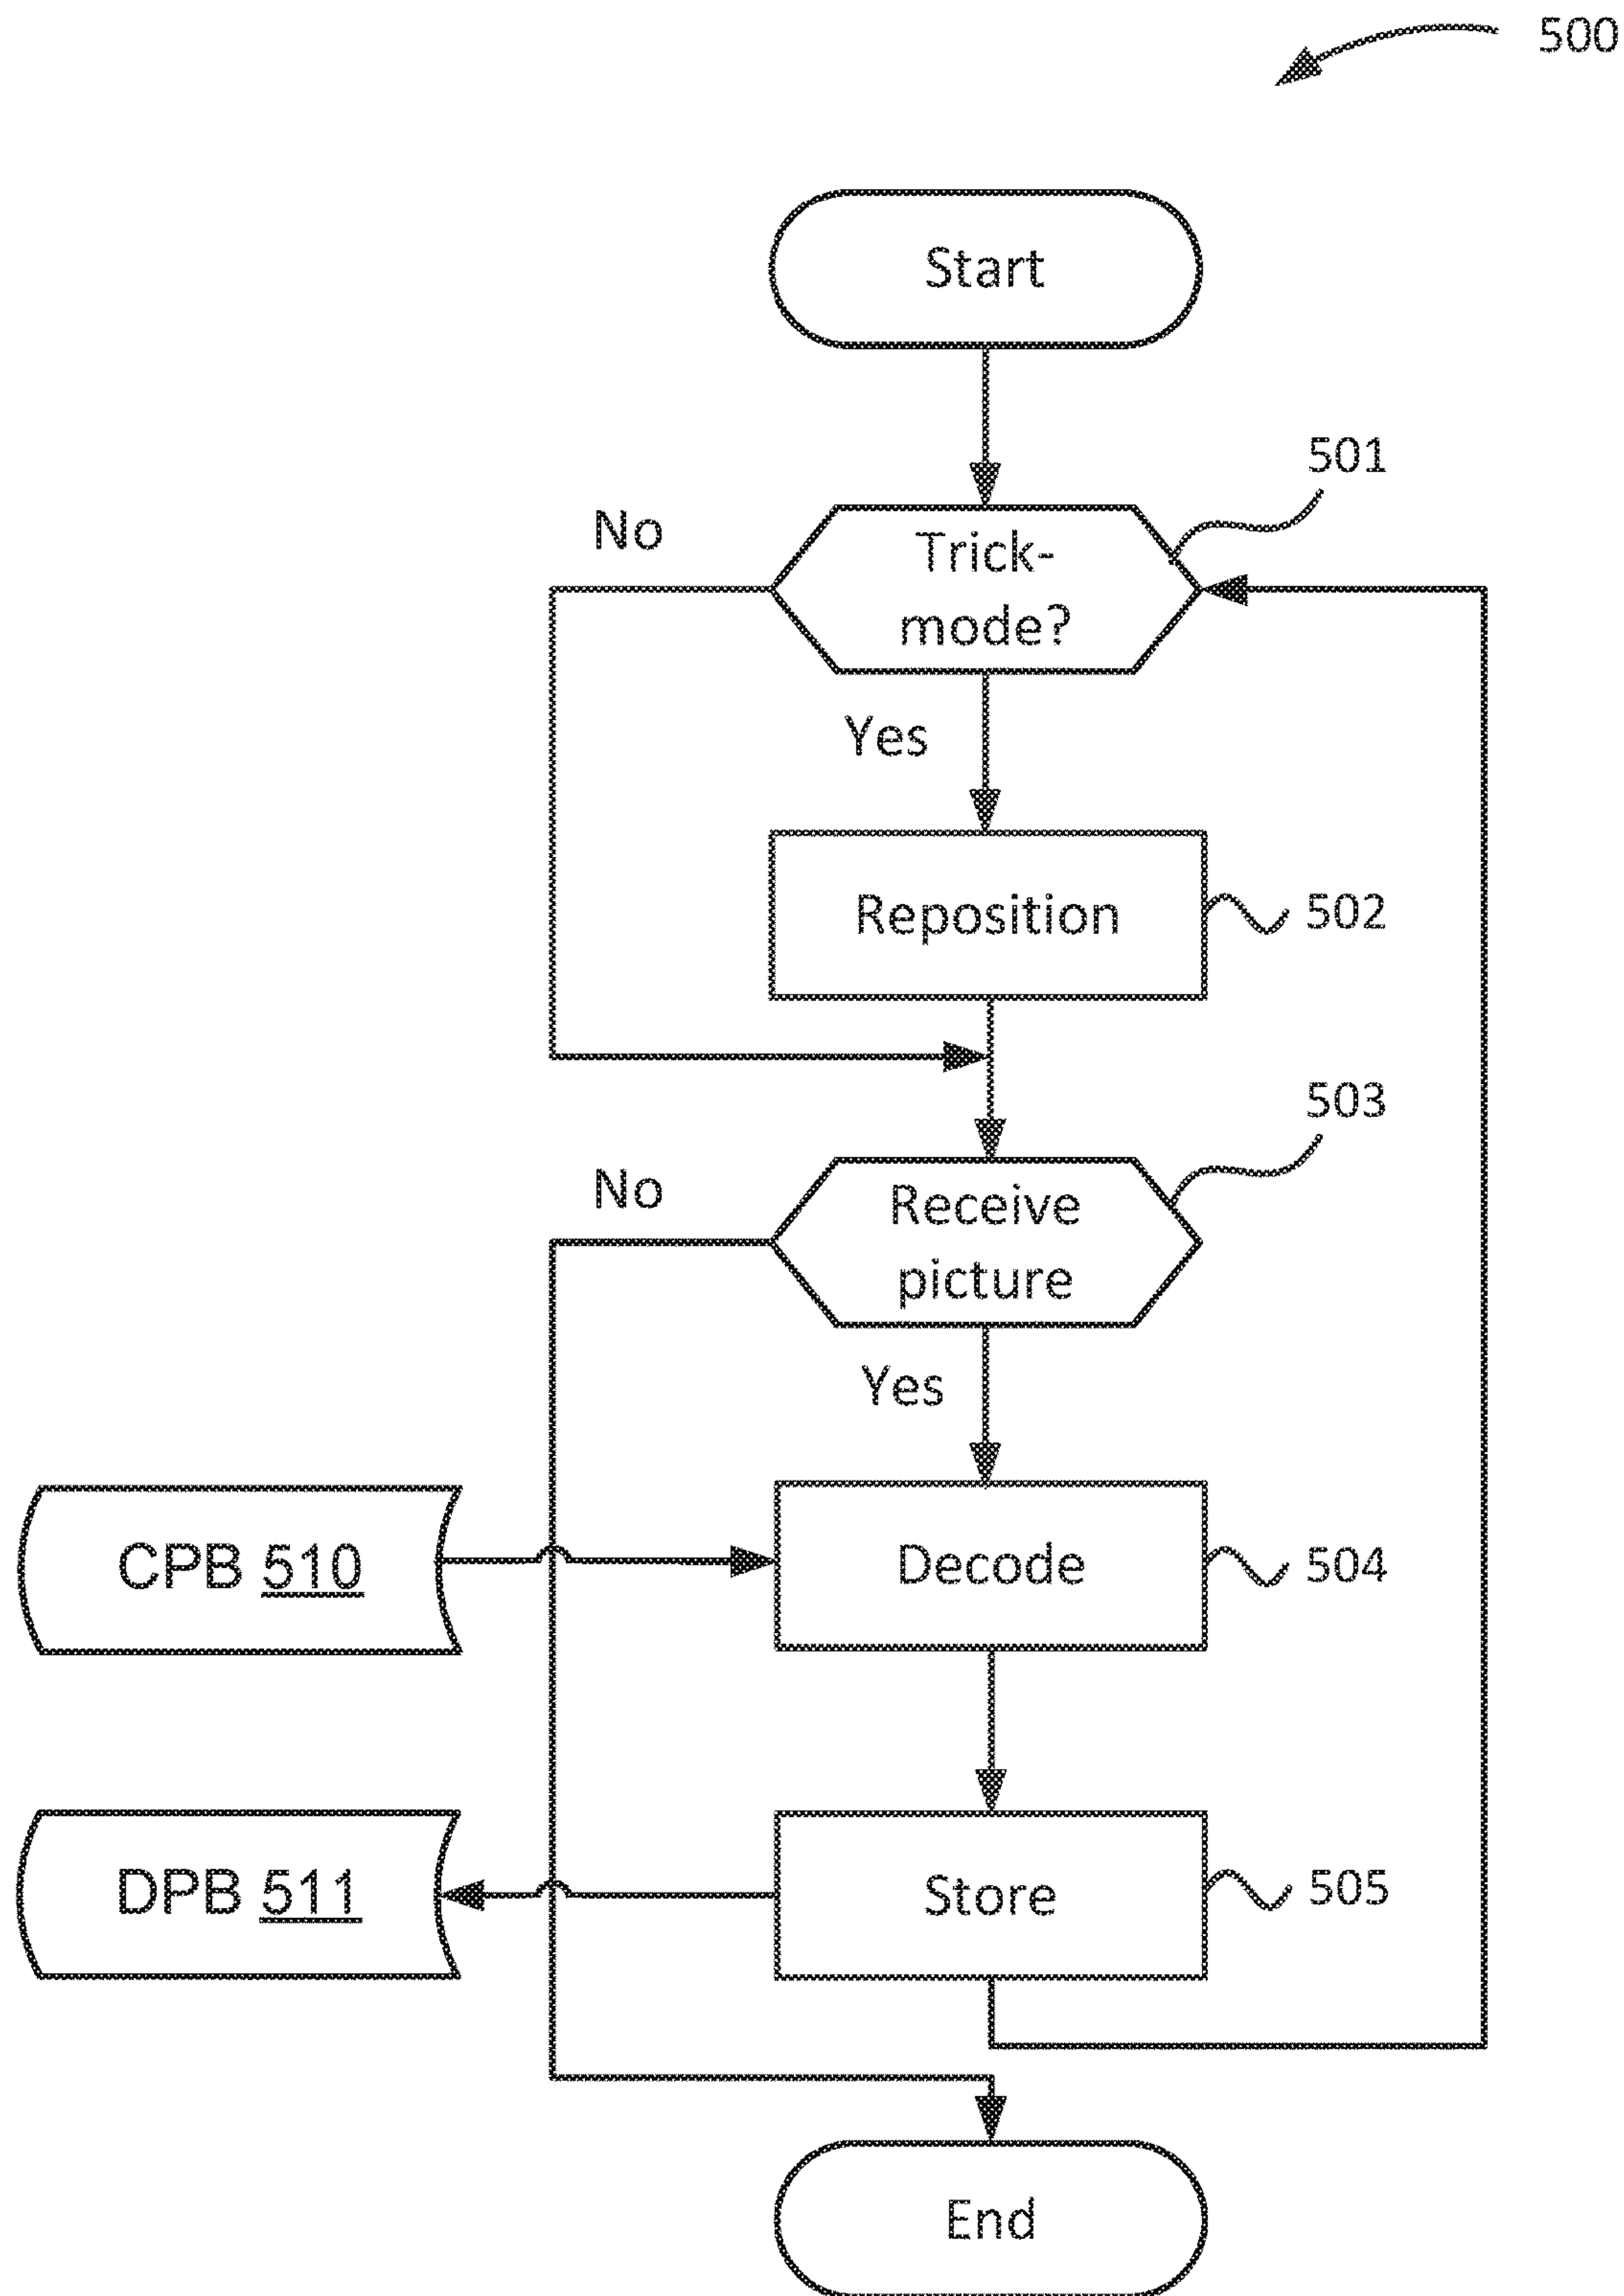 500
Start
501
No
Trick-
mode?
Yes
Reposition
502
503
No
Receive
picture
Yes
CPB 510
Decode
504
DPB 511
Store
505
End